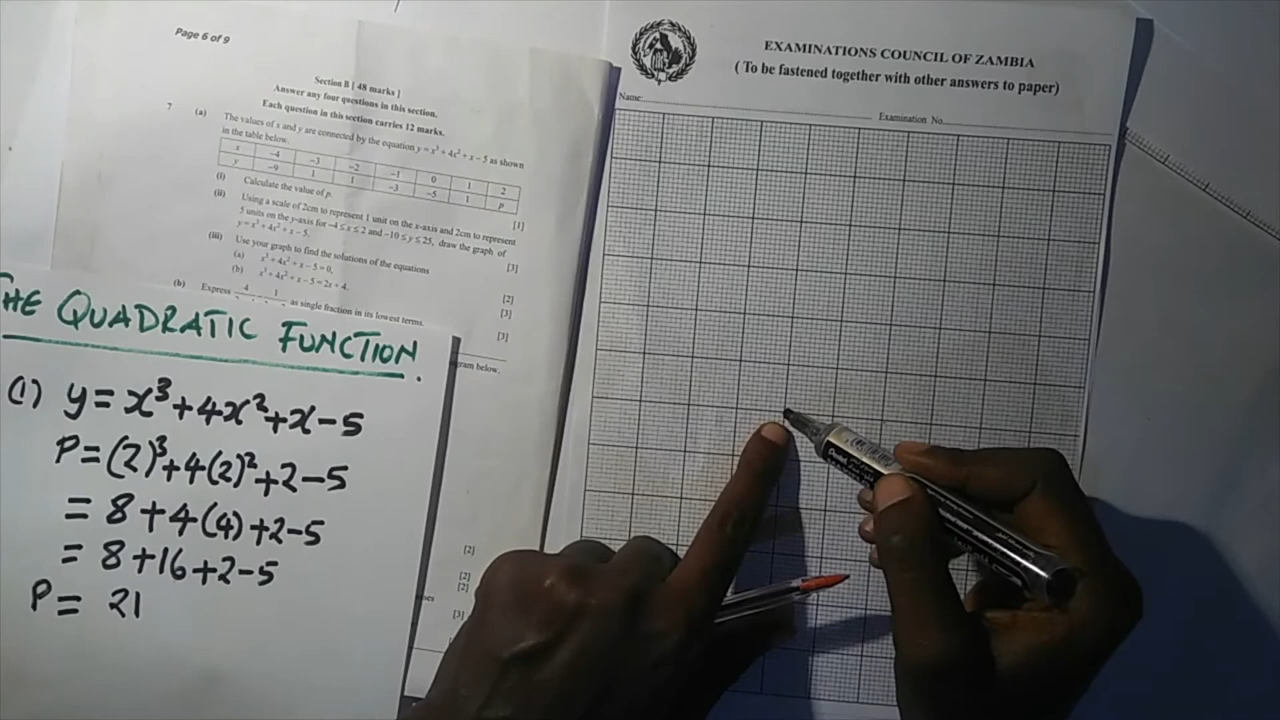 Page 6 of 9
Section B [ 48 marks ]
Answer any four questions in this section.
Each question in this section carries 12 marks.
7 (a) The values of x and y are connected by the equation y = x³ + 4x² + x − 5 as shown
in the table below.
x −4 −3 −2 −1 0 1 2
y −9 1 1 −3 −5 1 p
(i) Calculate the value of p. [1]
(ii) Using a scale of 2cm to represent 1 unit on the x-axis and 2cm to represent
5 units on the y-axis for −4 ≤ x ≤ 2 and −10 ≤ y ≤ 25, draw the graph of
y = x³ + 4x² + x − 5. [3]
(iii) Use your graph to find the solutions of the equations
(a) x³ + 4x² + x − 5 = 0, [2]
(b) x³ + 4x² + x − 5 = 2x + 4. [3]
(b) Express 4 1 as single fraction in its lowest terms. [3]
gram below,
[2]
[2]
[2]
[3]
THE QUADRATIC FUNCTION.
(1) y = x³ + 4x² + x − 5
P = (2)³ + 4(2)² + 2 − 5
= 8 + 4(4) + 2 − 5
= 8 + 16 + 2 − 5
P = 21
EXAMINATIONS COUNCIL OF ZAMBIA
( To be fastened together with other answers to paper)
Name: Examination No.